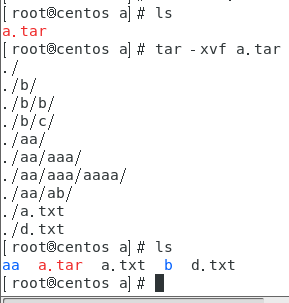 [root@centos a]# ls
a.tar
[root@centos a]# tar -xvf a.tar
./
./b/
./b/b/
./b/c/
./aa/
./aa/aaa/
./aa/aaa/aaaa/
./aa/ab/
./a.txt
./d.txt
[root@centos a]# ls
aa  a.tar  a.txt  b  d.txt
[root@centos a]#